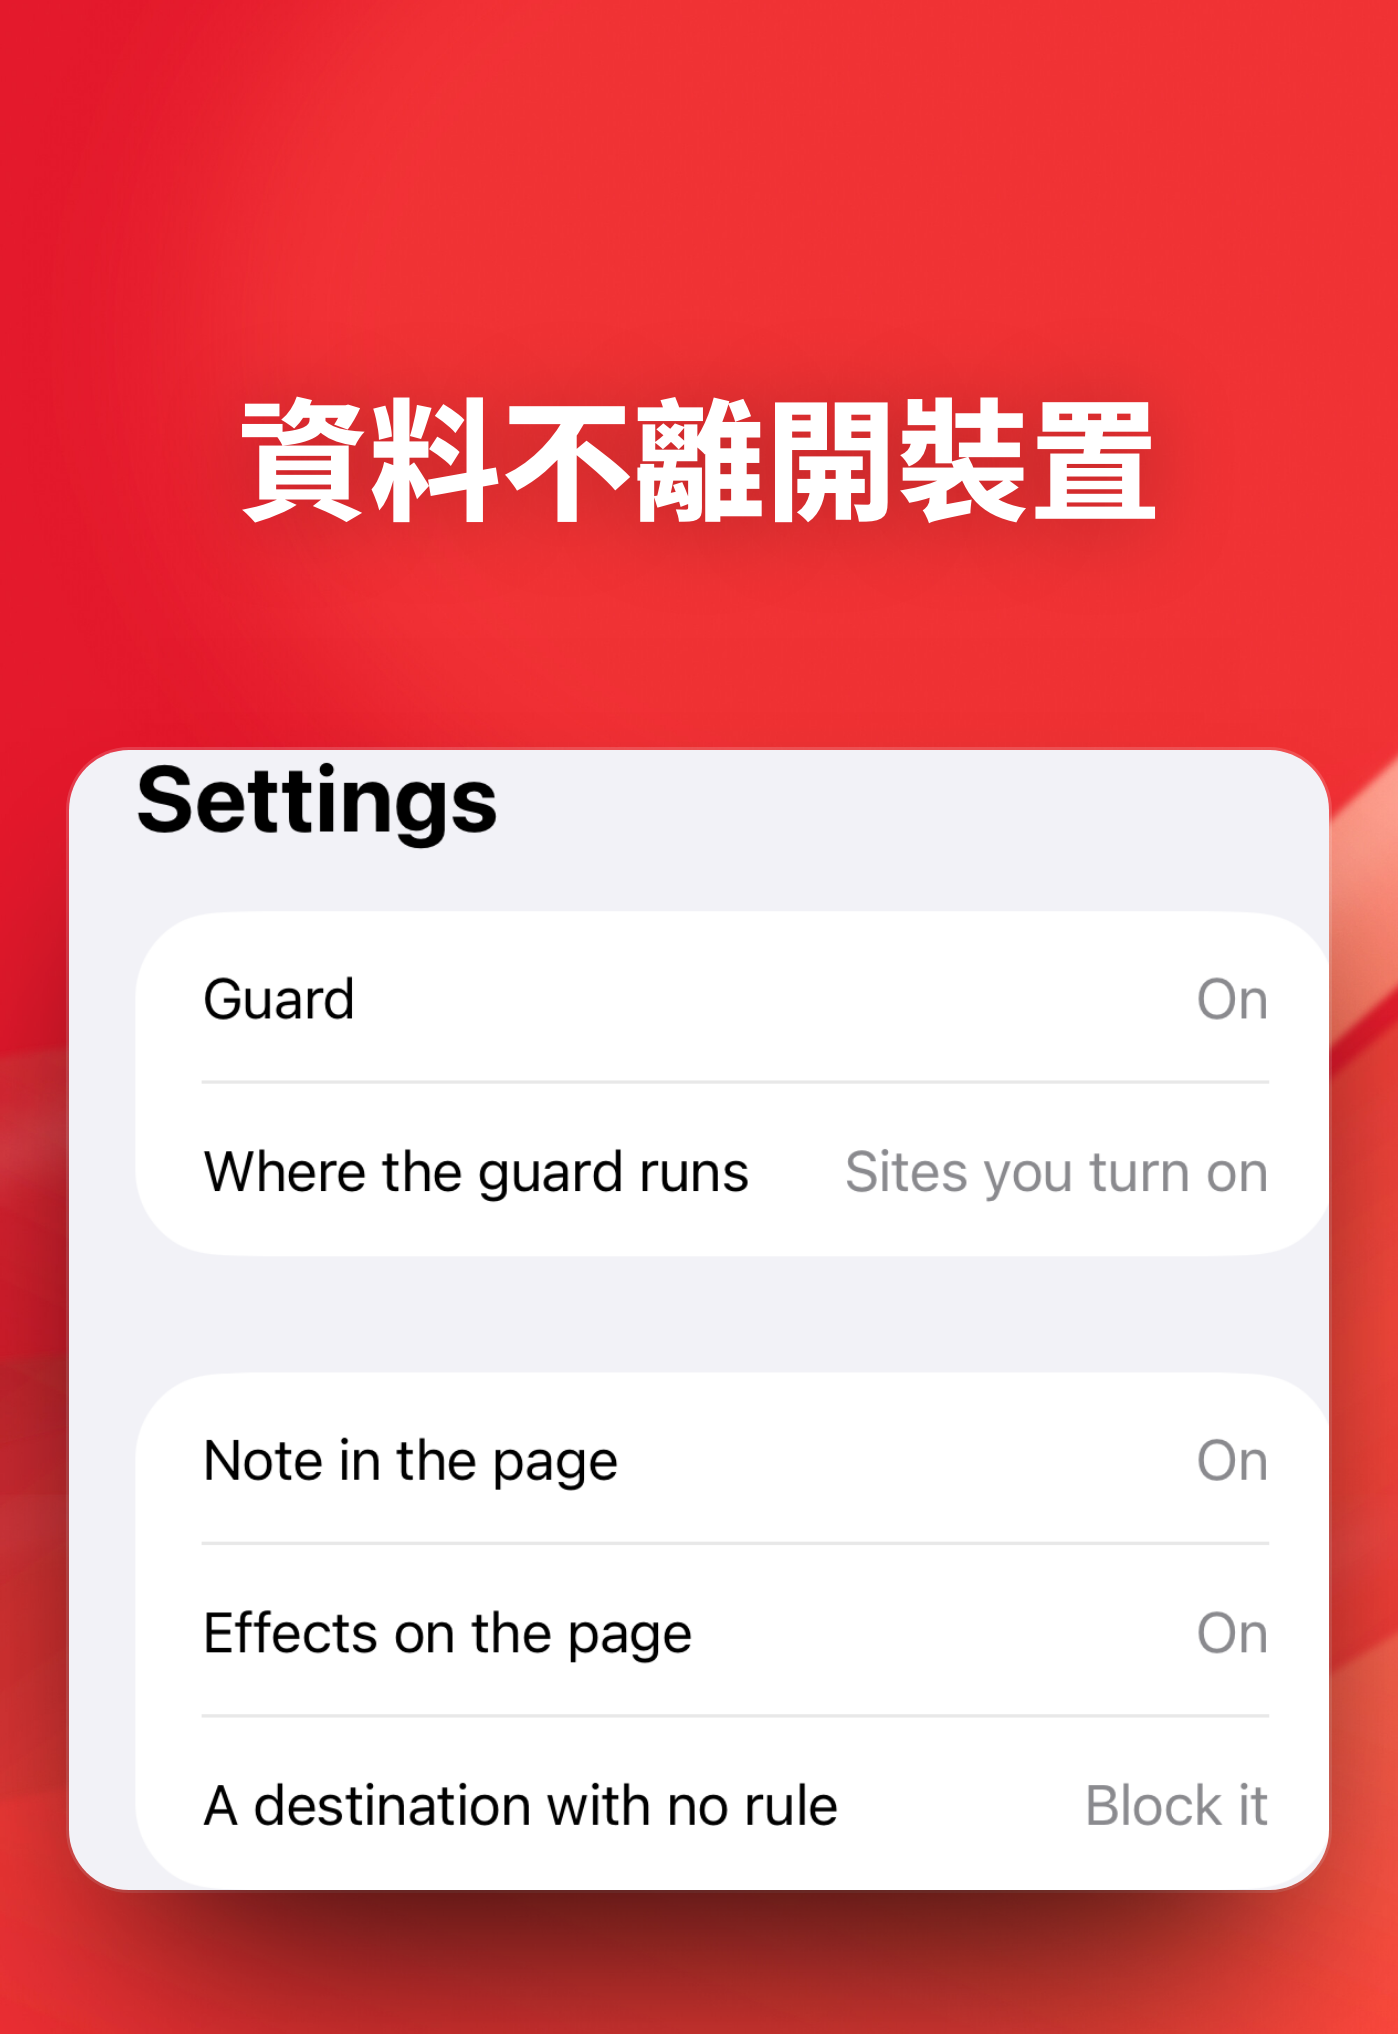 資料不離開裝置
Settings
Guard On
Where the guard runs Sites you turn on
Note in the page On
Effects on the page On
A destination with no rule Block it